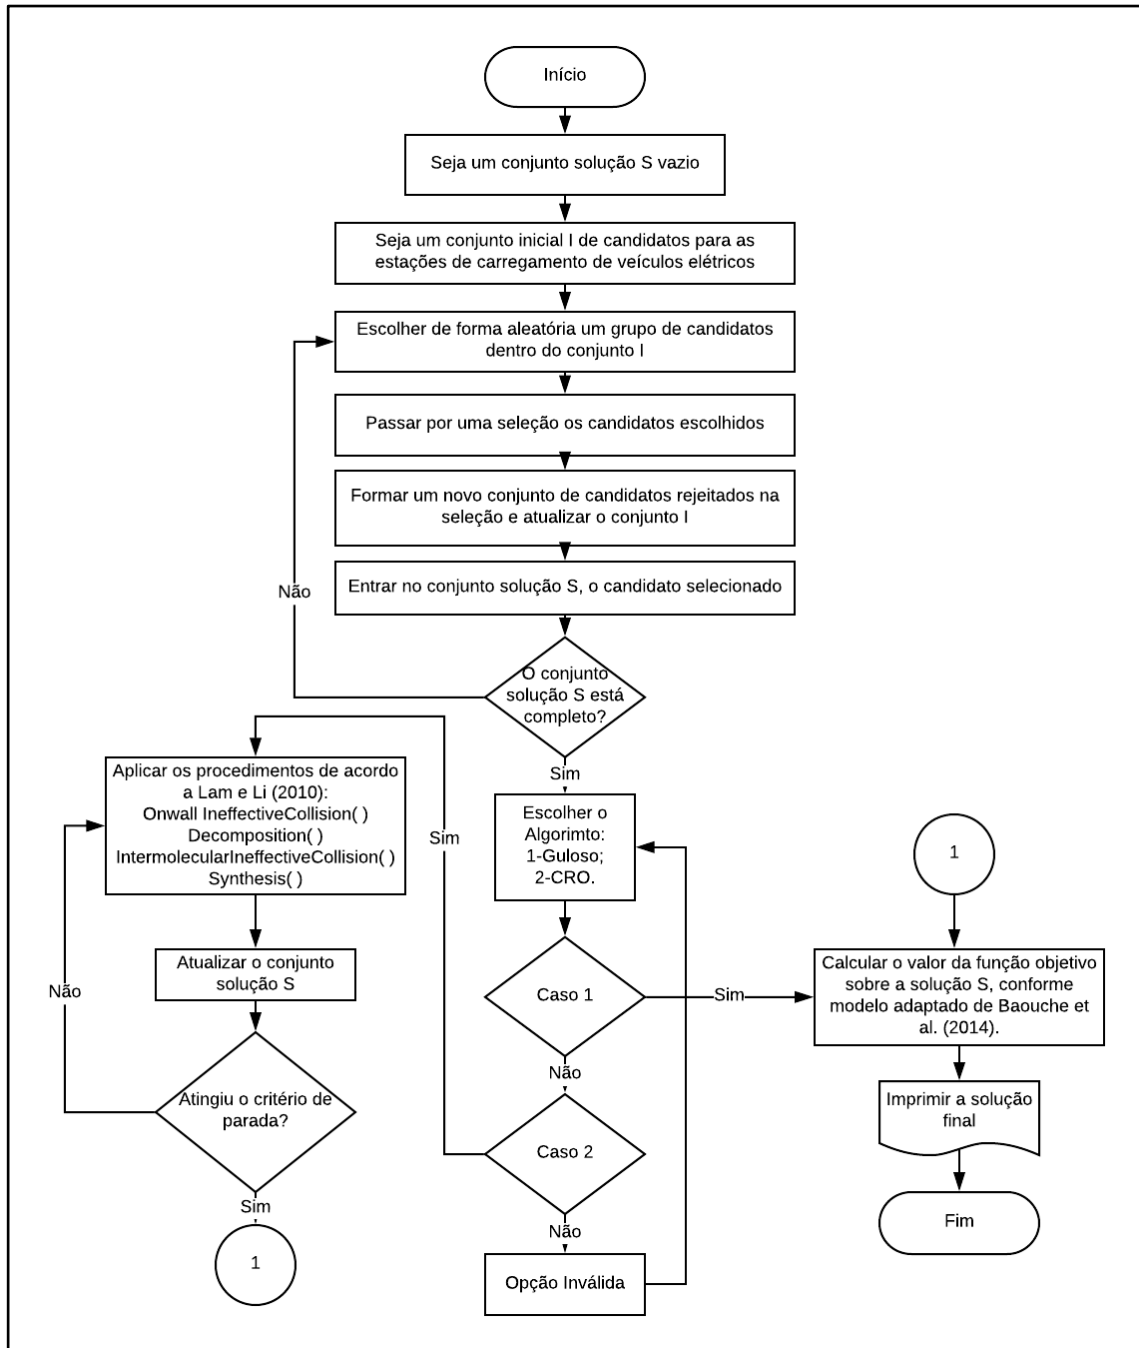 Início
Seja um conjunto solução S vazio
Seja um conjunto inicial I de candidatos para as
estações de carregamento de veículos elétricos
Escolher de forma aleatória um grupo de candidatos
dentro do conjunto I
Passar por uma seleção os candidatos escolhidos
Formar um novo conjunto de candidatos rejeitados na
seleção e atualizar o conjunto I
Entrar no conjunto solução S, o candidato selecionado
Não
O conjunto
solução S está
completo?
Sim
Escolher o
Algorimto:
1-Guloso;
2-CRO.
Caso 1
Sim
Não
Caso 2
Sim
Não
Opção Inválida
Aplicar os procedimentos de acordo
a Lam e Li (2010):
Onwall IneffectiveCollision( )
Decomposition( )
IntermolecularIneffectiveCollision( )
Synthesis( )
Atualizar o conjunto
solução S
Não
Atingiu o critério de
parada?
Sim
1
1
Calcular o valor da função objetivo
sobre a solução S, conforme
modelo adaptado de Baouche et
al. (2014).
Imprimir a solução
final
Fim